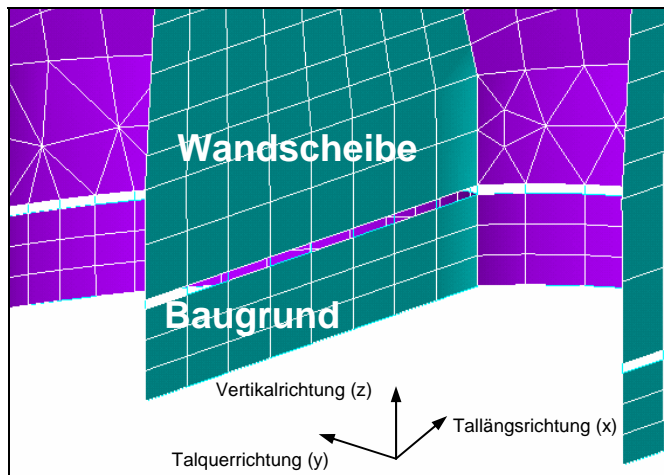 Wandscheibe
Baugrund
Vertikalrichtung (z)
Tallängsrichtung (x)
Talquerrichtung (y)